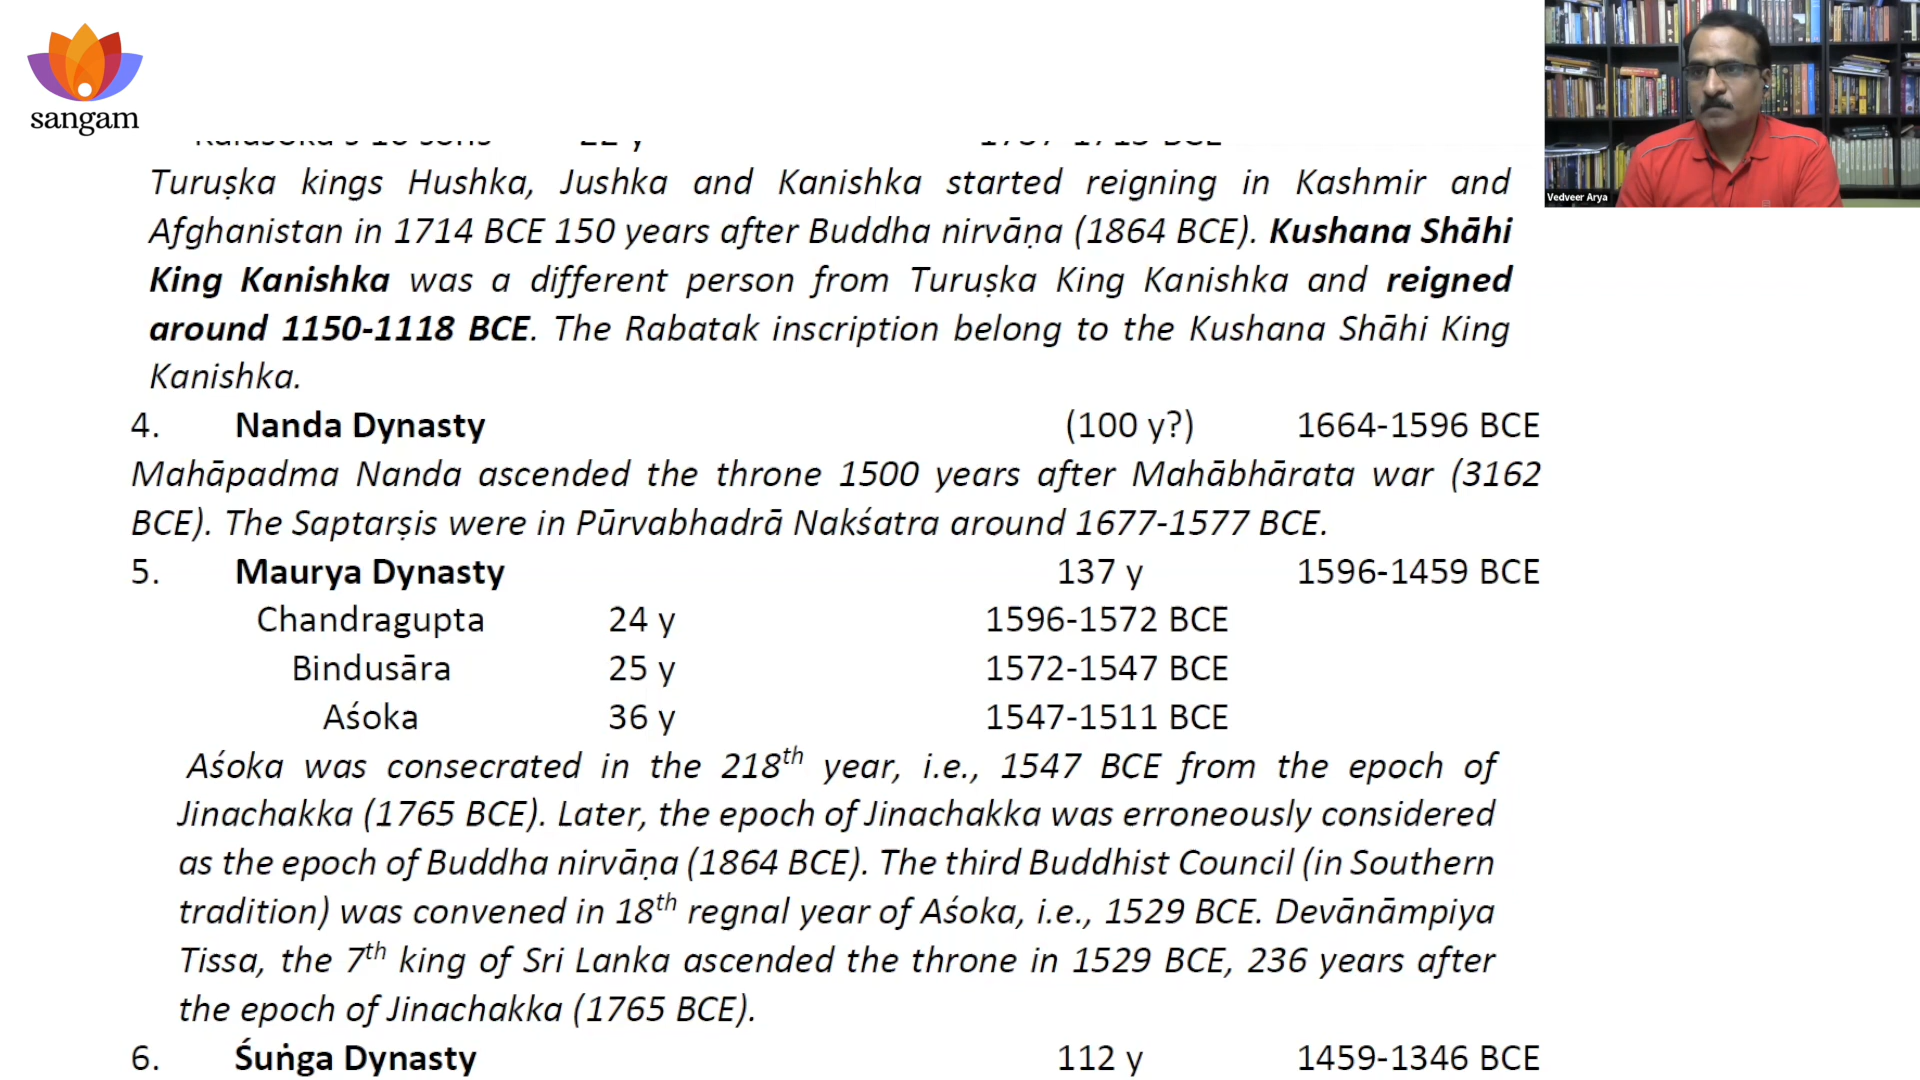 sangam
Vedveer Arya
Turuṣka kings Hushka, Jushka and Kanishka started reigning in Kashmir and
Afghanistan in 1714 BCE 150 years after Buddha nirvāṇa (1864 BCE). Kushana Shāhi
King Kanishka was a different person from Turuṣka King Kanishka and reigned
around 1150-1118 BCE. The Rabatak inscription belong to the Kushana Shāhi King
Kanishka.
4. Nanda Dynasty (100 y?) 1664-1596 BCE
Mahāpadma Nanda ascended the throne 1500 years after Mahābhārata war (3162
BCE). The Saptarṣis were in Pūrvabhadrā Nakśatra around 1677-1577 BCE.
5. Maurya Dynasty 137 y 1596-1459 BCE
Chandragupta 24 y 1596-1572 BCE
Bindusāra 25 y 1572-1547 BCE
Aśoka 36 y 1547-1511 BCE
Aśoka was consecrated in the 218th year, i.e., 1547 BCE from the epoch of
Jinachakka (1765 BCE). Later, the epoch of Jinachakka was erroneously considered
as the epoch of Buddha nirvāṇa (1864 BCE). The third Buddhist Council (in Southern
tradition) was convened in 18th regnal year of Aśoka, i.e., 1529 BCE. Devānāmpiya
Tissa, the 7th king of Sri Lanka ascended the throne in 1529 BCE, 236 years after
the epoch of Jinachakka (1765 BCE).
6. Śuṅga Dynasty 112 y 1459-1346 BCE